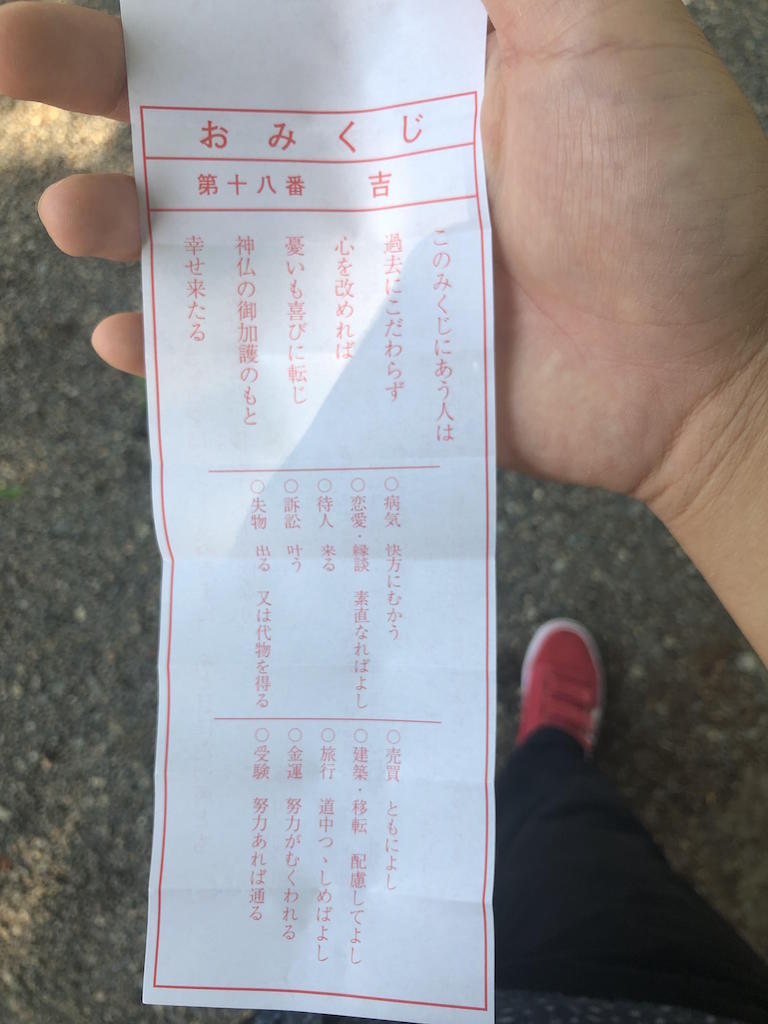 おみくじ
第十八番 吉
このみくじにあう人は
過去にこだわらず
心を改めれば
憂いも喜びに転じ
神仏の御加護のもと
幸せ来たる
○病気 快方にむかう
○恋愛・縁談 素直なればよし
○待人 来る
○訴訟 叶う
○失物 出る 又は代物を得る
○売買 ともによし
○建築・移転 配慮してよし
○旅行 道中つゝしめばよし
○金運 努力がむくわれる
○受験 努力あれば通る